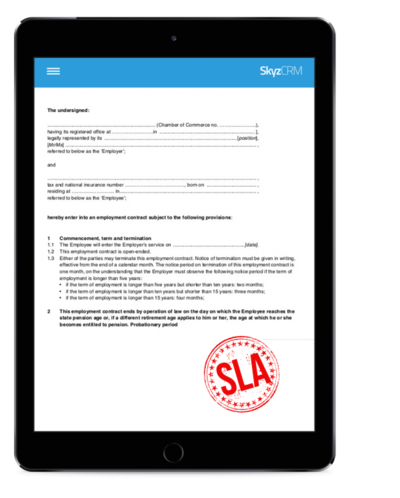 SkyzCRM
The undersigned:
(Chamber of Commerce no. ..................),
having its registered office at ..................in .................. ],
legally represented by its .................. [position],
[Mr/Ms] .................. ,
referred to below as the 'Employer';
and
.................. ,
tax and national insurance number .................., born on .................. ,
residing at .................. in.................. ,
referred to below as the 'Employee';
hereby enter into an employment contract subject to the following provisions:
1 Commencement, term and termination
1.1 The Employee will enter the Employer's service on .................. [date].
1.2 This employment contract is open-ended.
1.3 Either of the parties may terminate this employment contract. Notice of termination must be given in writing,
effective from the end of a calendar month. The notice period on termination of this employment contract is
one month, on the understanding that the Employer must observe the following notice period if the term of
employment is longer than five years:
• if the term of employment is longer than five years but shorter than ten years: two months;
• if the term of employment is longer than ten years but shorter than 15 years: three months;
• if the term of employment is longer than 15 years: four months;
2 This employment contract ends by operation of law on the day on which the Employee reaches the
state pension age or, if a different retirement age applies to him or her, the age at which he or she
becomes entitled to pension. Probationary period
SLA